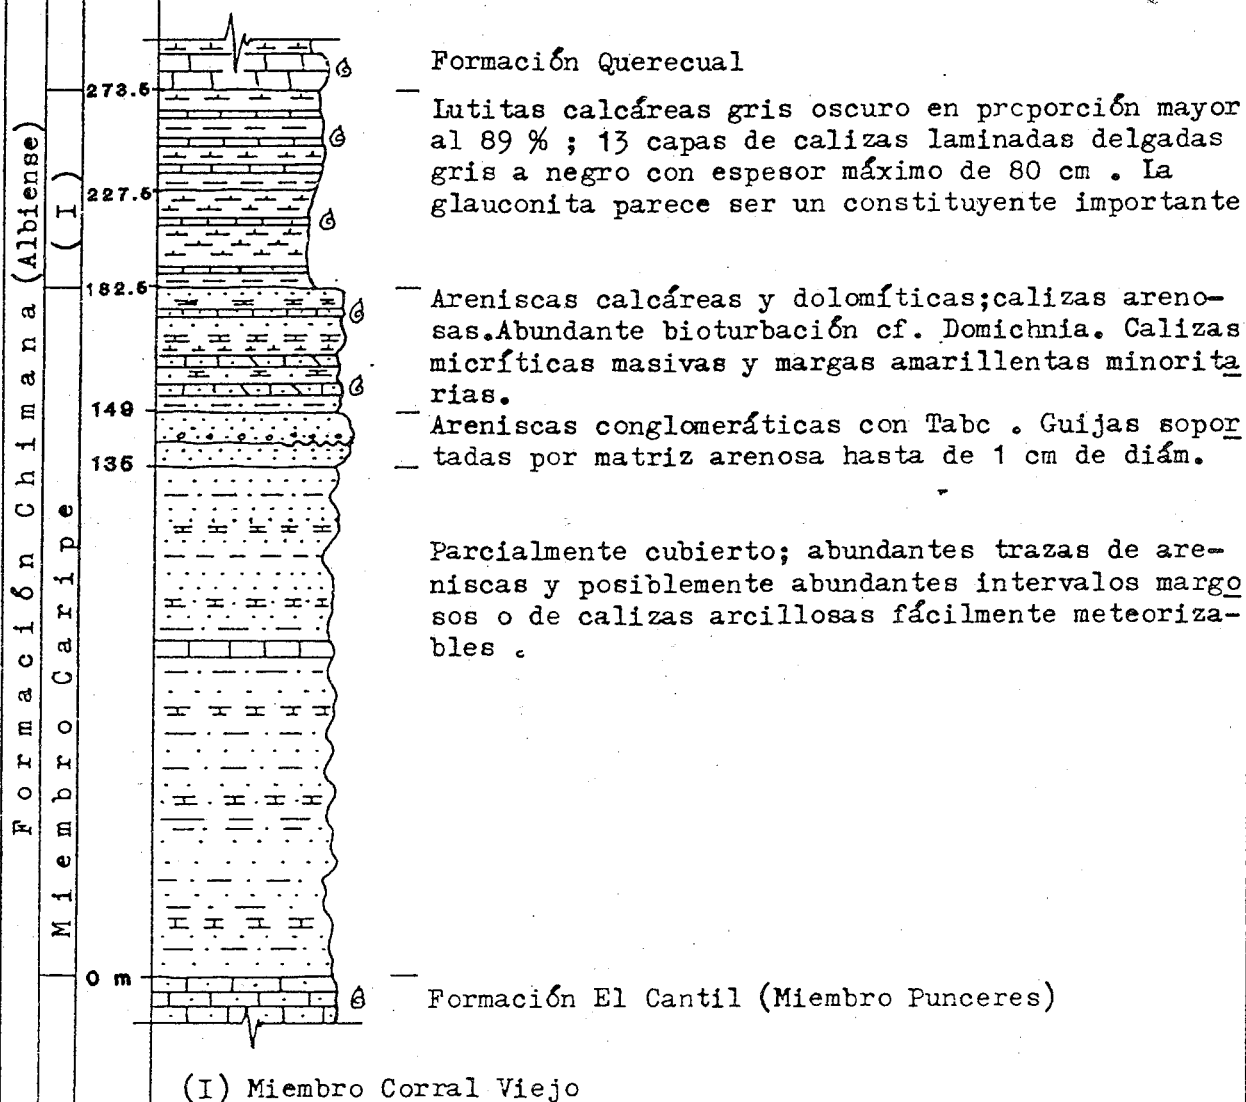 Formación Chimana (Albiense)
Miembro Caripe
(I)
273.5
227.5
182.5
149
136
0 m
Formación Querecual
Lutitas calcáreas gris oscuro en preporción mayor
al 89 % ; 13 capas de calizas laminadas delgadas
gris a negro con espesor máximo de 80 cm . La
glauconita parece ser un constituyente importante
Areniscas calcáreas y dolomíticas;calizas areno-
sas.Abundante bioturbación cf. Domichnia. Calizas
micríticas masivas y margas amarillentas minorita
rias.
Areniscas conglomeráticas con Tabc . Guijas sopor
tadas por matriz arenosa hasta de 1 cm de diám.
Parcialmente cubierto; abundantes trazas de are-
niscas y posiblemente abundantes intervalos margo
sos o de calizas arcillosas fácilmente meteoriza-
bles .
Formación El Cantil (Miembro Punceres)
(I) Miembro Corral Viejo